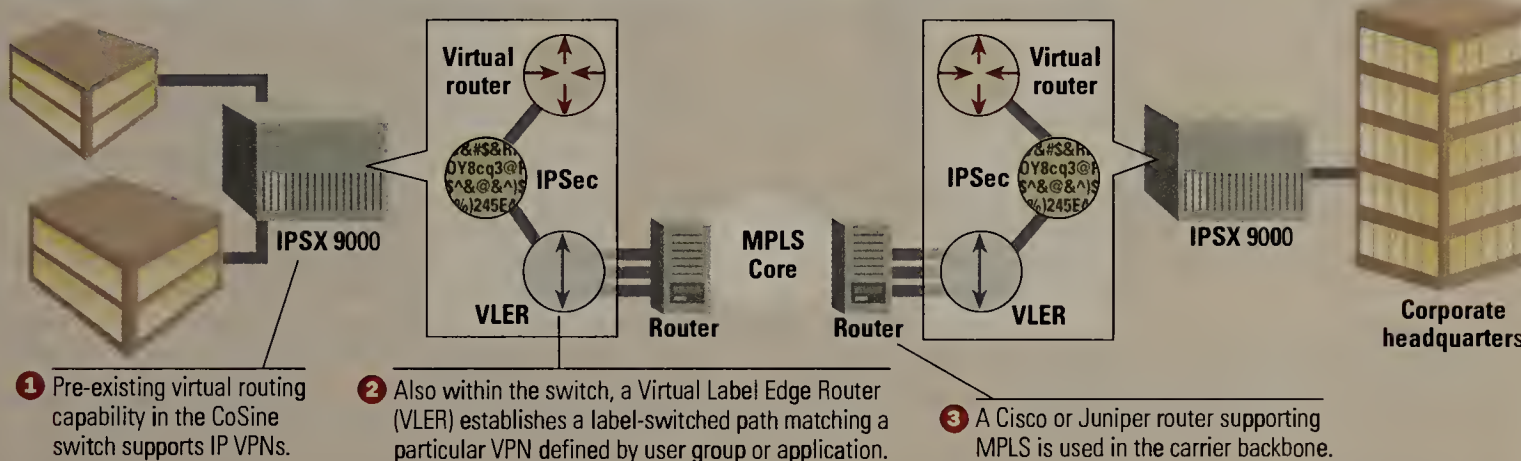 Virtual
router
Virtual
router
&#$&R
OY8cq3@F
IPSec
IPSec
IPSX 9000
MPLS
Core
IPSX 9000
VLER
Router
Router
VLER
Corporate
headquarters
1 Pre-existing virtual routing
capability in the CoSine
switch supports IP VPNs.
2 Also within the switch, a Virtual Label Edge Router
(VLER) establishes a label-switched path matching a
particular VPN defined by user group or application.
3 A Cisco or Juniper router supporting
MPLS is used in the carrier backbone.